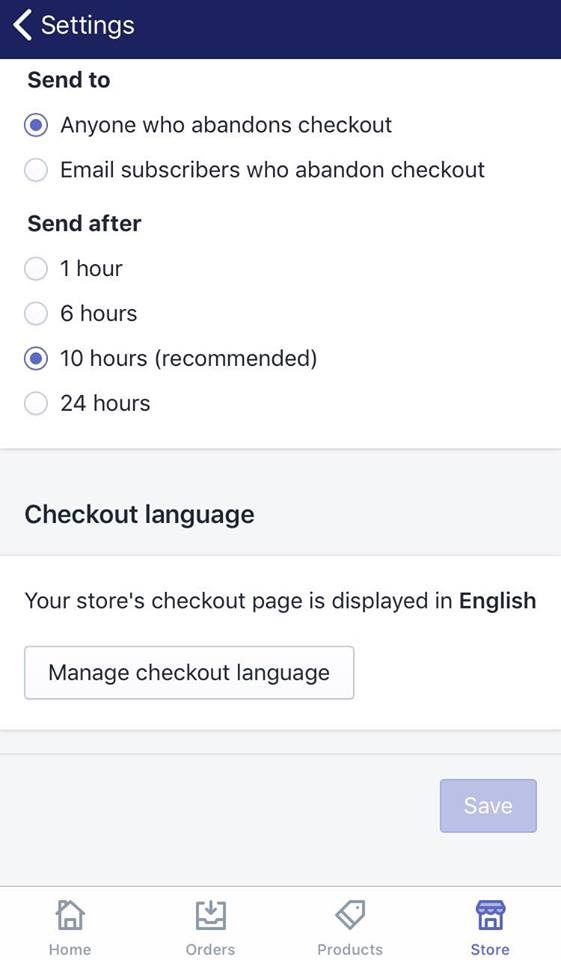 Settings
Send to
Anyone who abandons checkout
Email subscribers who abandon checkout
Send after
1 hour
6 hours
10 hours (recommended)
24 hours
Checkout language
Your store's checkout page is displayed in English
Manage checkout language
Save
Home Orders Products Store